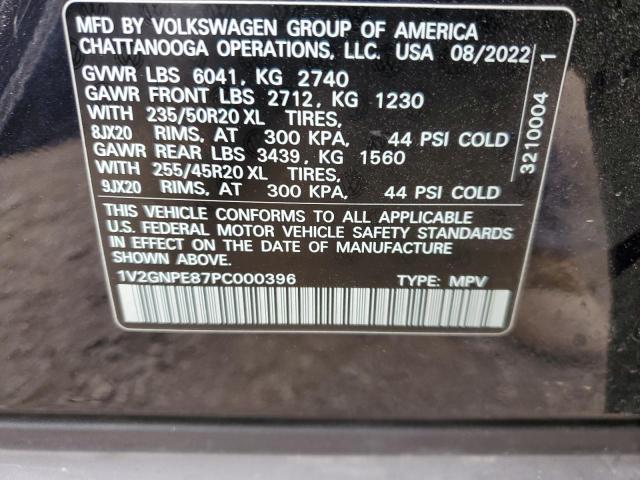 MFD BY VOLKSWAGEN GROUP OF AMERICA
CHATTANOOGA OPERATIONS, LLC. USA 08/2022
GVWR LBS 6041, KG 2740
GAWR FRONT LBS 2712, KG 1230
WITH 235/50R20 XL TIRES,
8JX20 RIMS, AT 300 KPA, 44 PSI COLD
GAWR REAR LBS 3439, KG 1560
WITH 255/45R20 XL TIRES,
9JX20 RIMS, AT 300 KPA, 44 PSI COLD
THIS VEHICLE CONFORMS TO ALL APPLICABLE
U.S. FEDERAL MOTOR VEHICLE SAFETY STANDARDS
IN EFFECT ON THE DATE OF MANUFACTURE
SHOWN ABOVE.
1V2GNPE87PC000396 TYPE: MPV
3210004 1